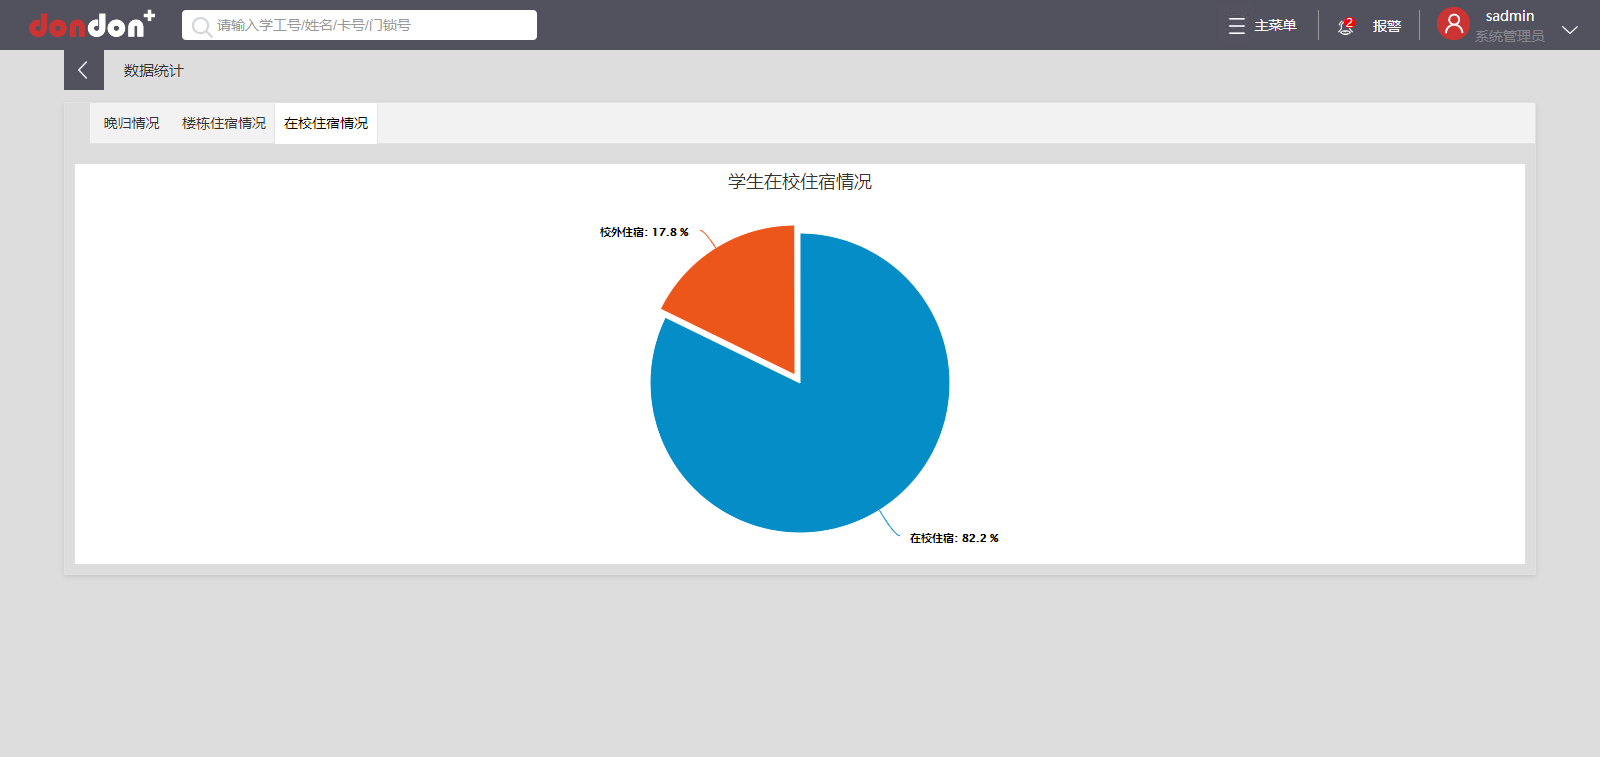 dondon+
请输入学工号/姓名/卡号/门锁号
主菜单
2
报警
sadmin
系统管理员
数据统计
晚归情况 楼栋住宿情况 在校住宿情况
学生在校住宿情况
校外住宿: 17.8 %
在校住宿: 82.2 %